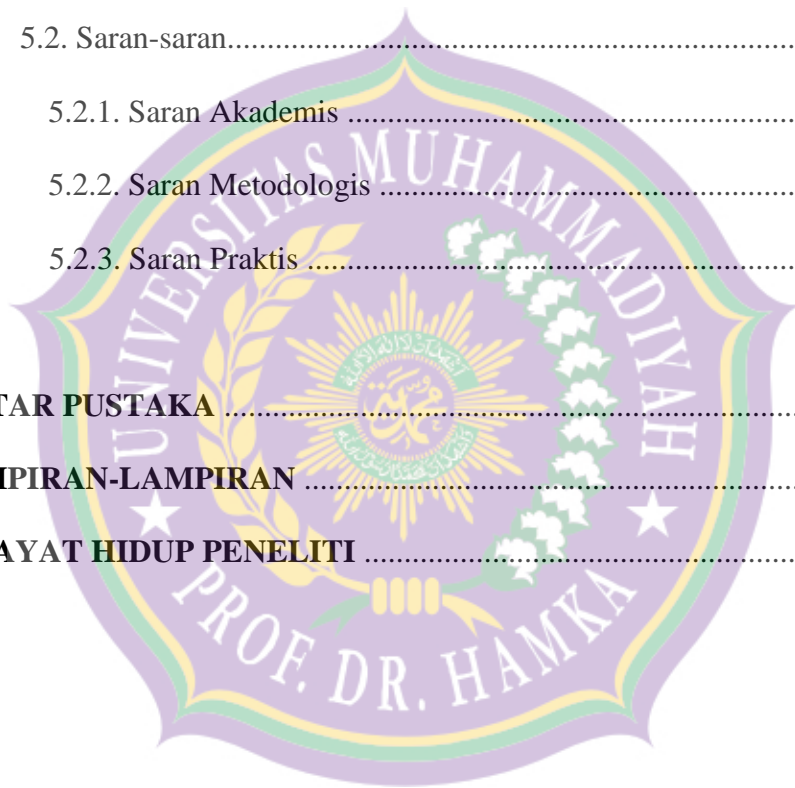 5.2. Saran-saran................................................................................
5.2.1. Saran Akademis ................................................................
5.2.2. Saran Metodologis ............................................................
5.2.3. Saran Praktis .....................................................................
TAR PUSTAKA ................................................................................
PIRAN-LAMPIRAN ......................................................................
AYAT HIDUP PENELITI ..............................................................
UNIVERSITAS MUHAMMADIYAH
PROF. DR. HAMKA
محمدية